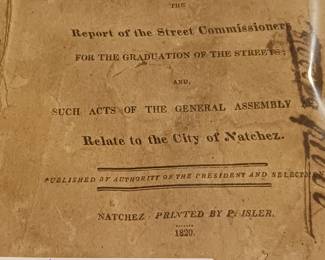 THE
Report of the Street Commissioners
FOR THE GRADUATION OF THE STREETS;
AND,
SUCH ACTS OF THE GENERAL ASSEMBLY
Relate to the City of Natchez.
PUBLISHED BY AUTHORITY OF THE PRESIDENT AND SELECT
NATCHEZ PRINTED BY P. ISLER.
1820.